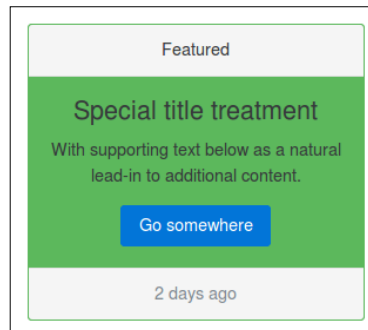 Featured
Special title treatment
With supporting text below as a natural
lead-in to additional content.
Go somewhere
2 days ago